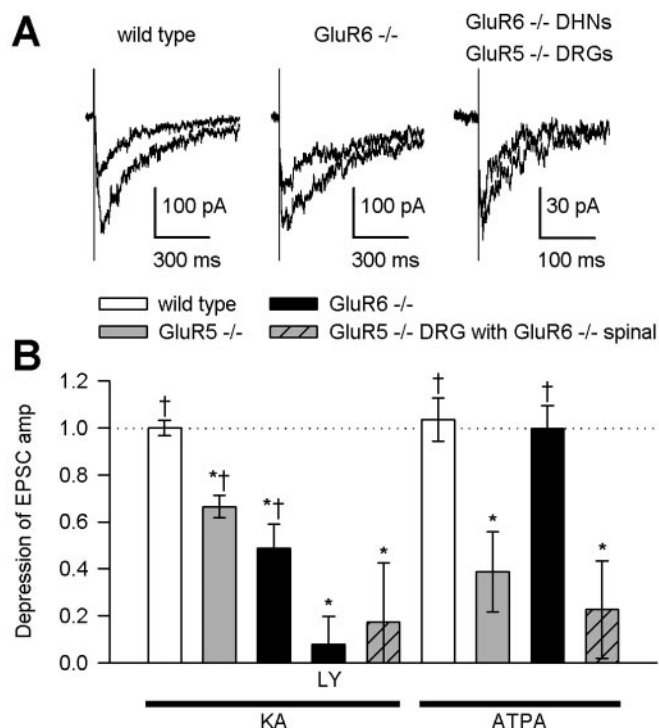 A
wild type
GluR6 -/-
GluR6 -/- DHNs
GluR5 -/- DRGs
100 pA
300 ms
100 pA
300 ms
30 pA
100 ms
wild type
GluR6 -/-
GluR5 -/-
GluR5 -/- DRG with GluR6 -/- spinal
B
Depression of EPSC amp
1.2
1.0
0.8
0.6
0.4
0.2
0.0
†
*†
*†
*
*
†
*
†
*
LY
KA
ATPA